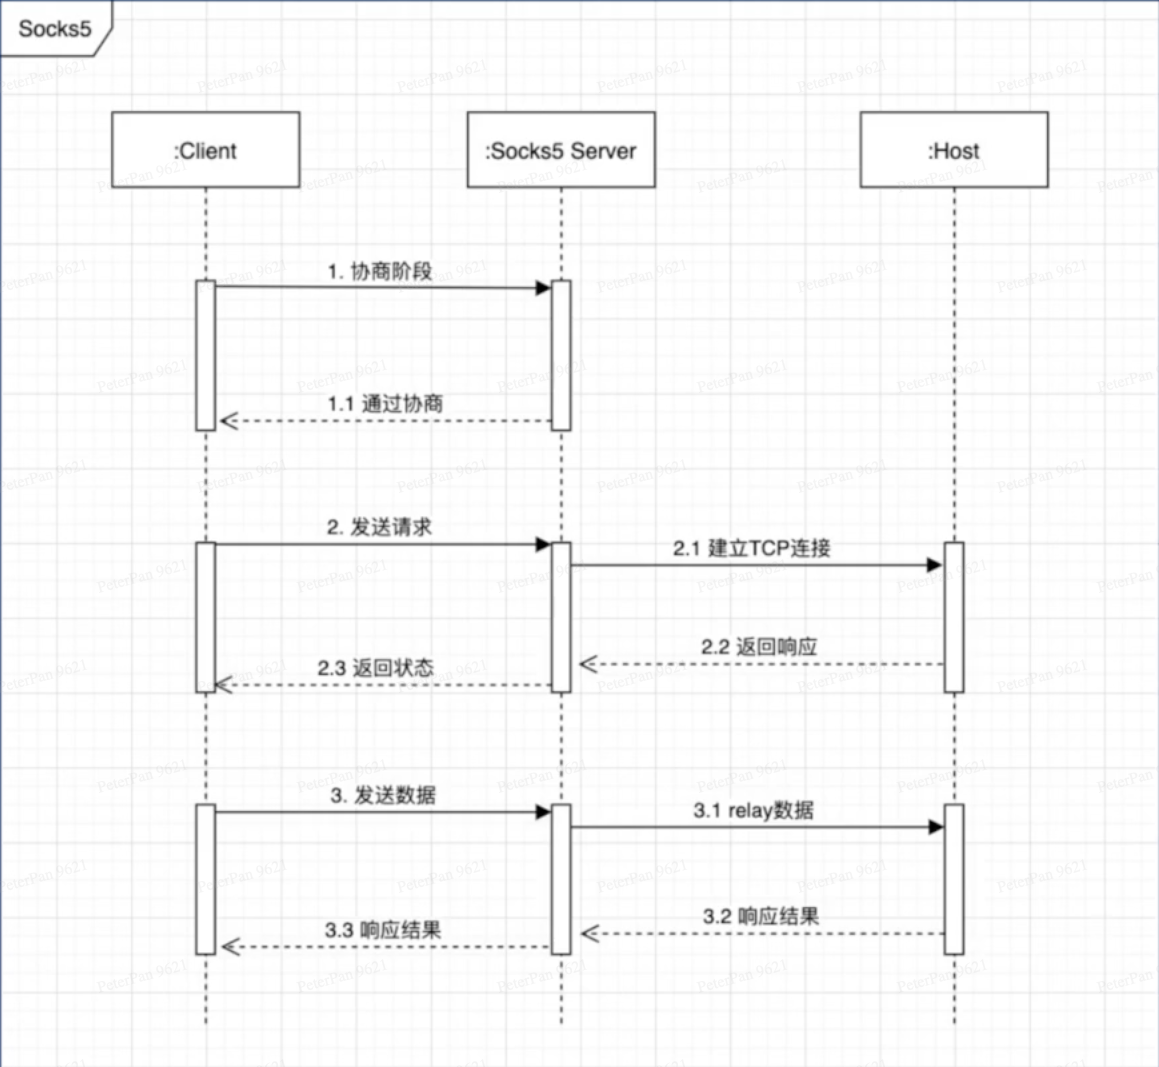 Socks5
:Client
:Socks5 Server
:Host
1. 协商阶段
1.1 通过协商
2. 发送请求
2.1 建立TCP连接
2.2 返回响应
2.3 返回状态
3. 发送数据
3.1 relay数据
3.2 响应结果
3.3 响应结果
PeterPan 9621